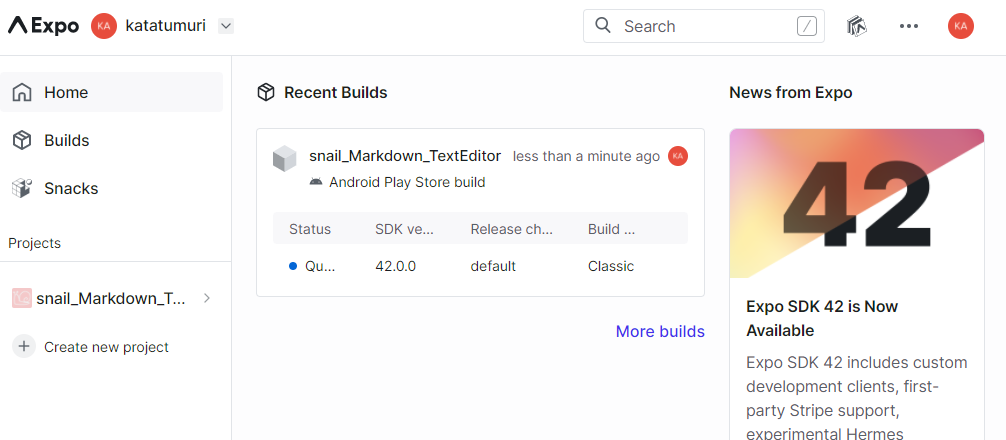 Expo KA katatumuri
Search /
KA
Home
Builds
Snacks
Projects
snail_Markdown_T...
Create new project
Recent Builds
snail_Markdown_TextEditor less than a minute ago KA
Android Play Store build
Status SDK ve... Release ch... Build ...
Qu... 42.0.0 default Classic
More builds
News from Expo
42
Expo SDK 42 is Now
Available
Expo SDK 42 includes custom
development clients, first-
party Stripe support,
experimental Hermes